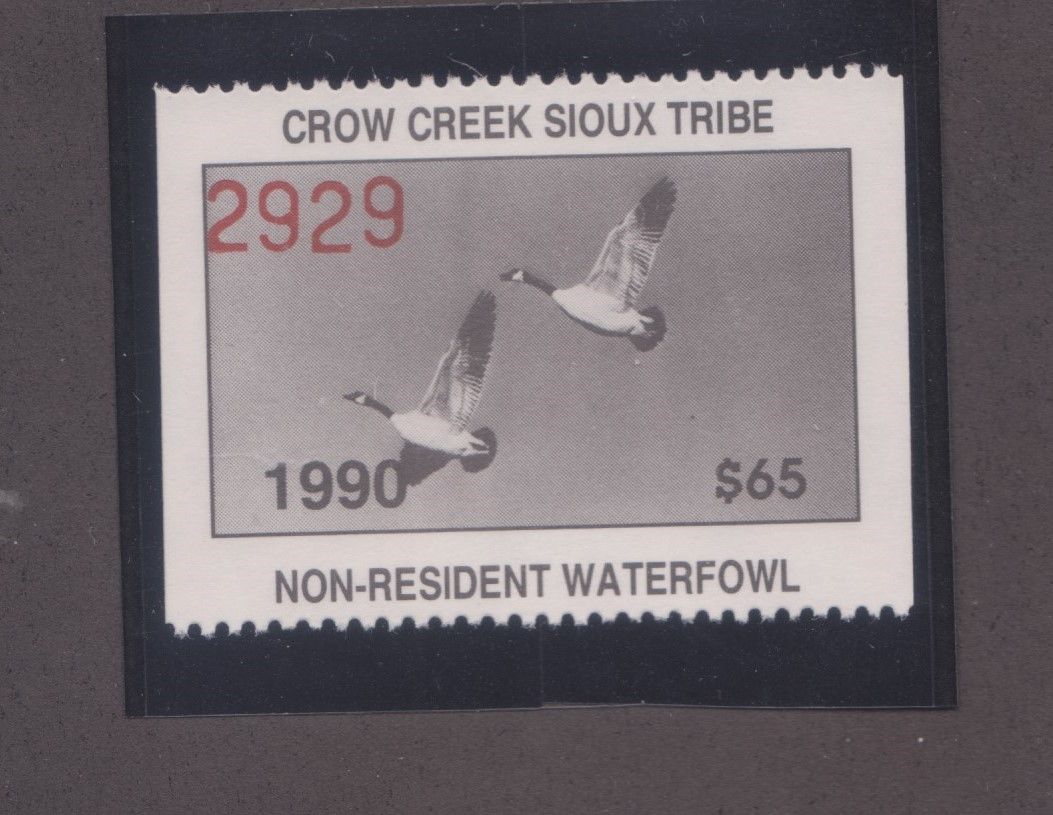 CROW CREEK SIOUX TRIBE
2929
1990 $65
NON-RESIDENT WATERFOWL